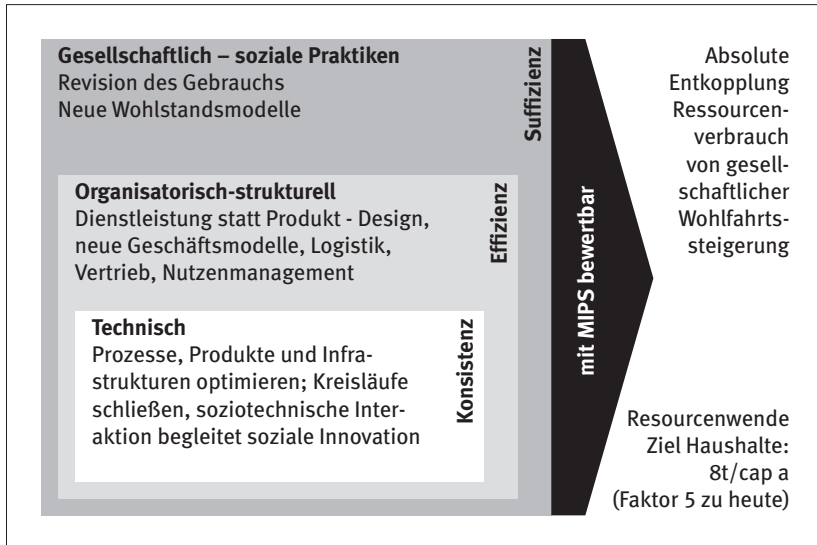 Gesellschaftlich – soziale Praktiken
Revision des Gebrauchs
Neue Wohlstandsmodelle
Suffizienz
Organisatorisch-strukturell
Dienstleistung statt Produkt - Design,
neue Geschäftsmodelle, Logistik,
Vertrieb, Nutzenmanagement
Effizienz
Technisch
Prozesse, Produkte und Infra-
strukturen optimieren; Kreisläufe
schließen, soziotechnische Inter-
aktion begleitet soziale Innovation
Konsistenz
mit MIPS bewertbar
Absolute
Entkopplung
Ressourcen-
verbrauch
von gesell-
schaftlicher
Wohlfahrts-
steigerung
Resourcenwende
Ziel Haushalte:
8t/cap a
(Faktor 5 zu heute)